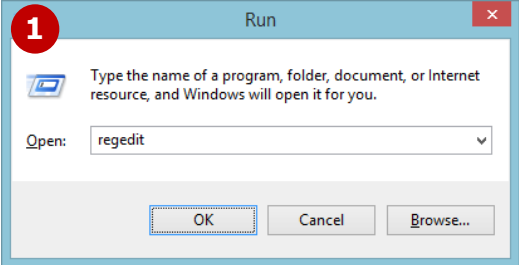 1
Run
Type the name of a program, folder, document, or Internet
resource, and Windows will open it for you.
Open: regedit
OK Cancel Browse...